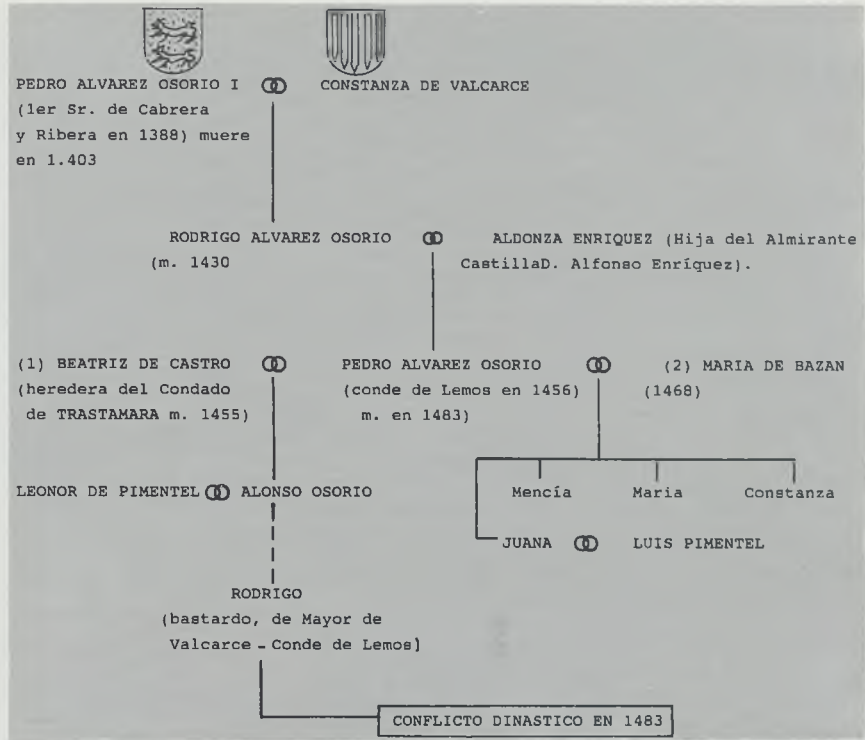 PEDRO ALVAREZ OSORIO I CONSTANZA DE VALCARCE
(1er Sr. de Cabrera
y Ribera en 1388) muere
en 1.403
RODRIGO ALVAREZ OSORIO ALDONZA ENRIQUEZ (Hija del Almirante
(m. 1430 CastillaD. Alfonso Enríquez).
(1) BEATRIZ DE CASTRO PEDRO ALVAREZ OSORIO (2) MARIA DE BAZAN
(heredera del Condado (conde de Lemos en 1456) (1468)
de TRASTAMARA m. 1455) m. en 1483)
LEONOR DE PIMENTEL ALONSO OSORIO Mencía Maria Constanza
JUANA LUIS PIMENTEL
RODRIGO
(bastardo, de Mayor de
Valcarce - Conde de Lemos)
CONFLICTO DINASTICO EN 1483